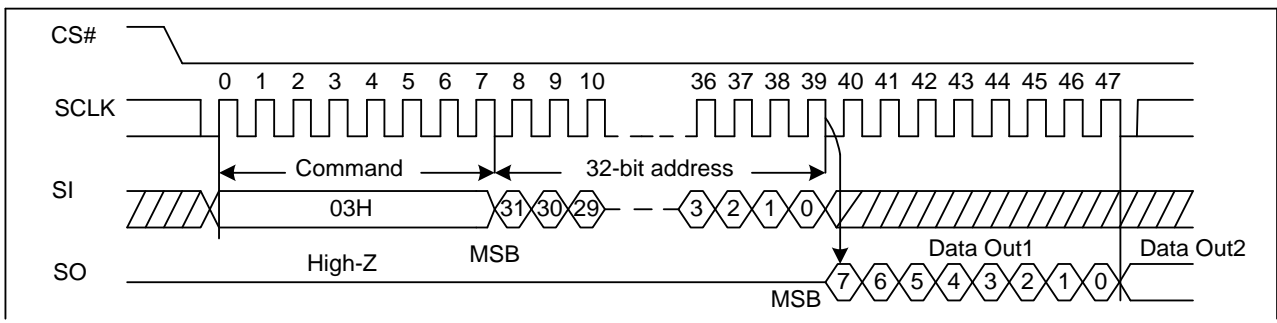 CS#
0 1 2 3 4 5 6 7 8 9 10 36 37 38 39 40 41 42 43 44 45 46 47
SCLK
Command 32-bit address
SI
03H 31 30 29 3 2 1 0
High-Z MSB Data Out1 Data Out2
SO
MSB 7 6 5 4 3 2 1 0